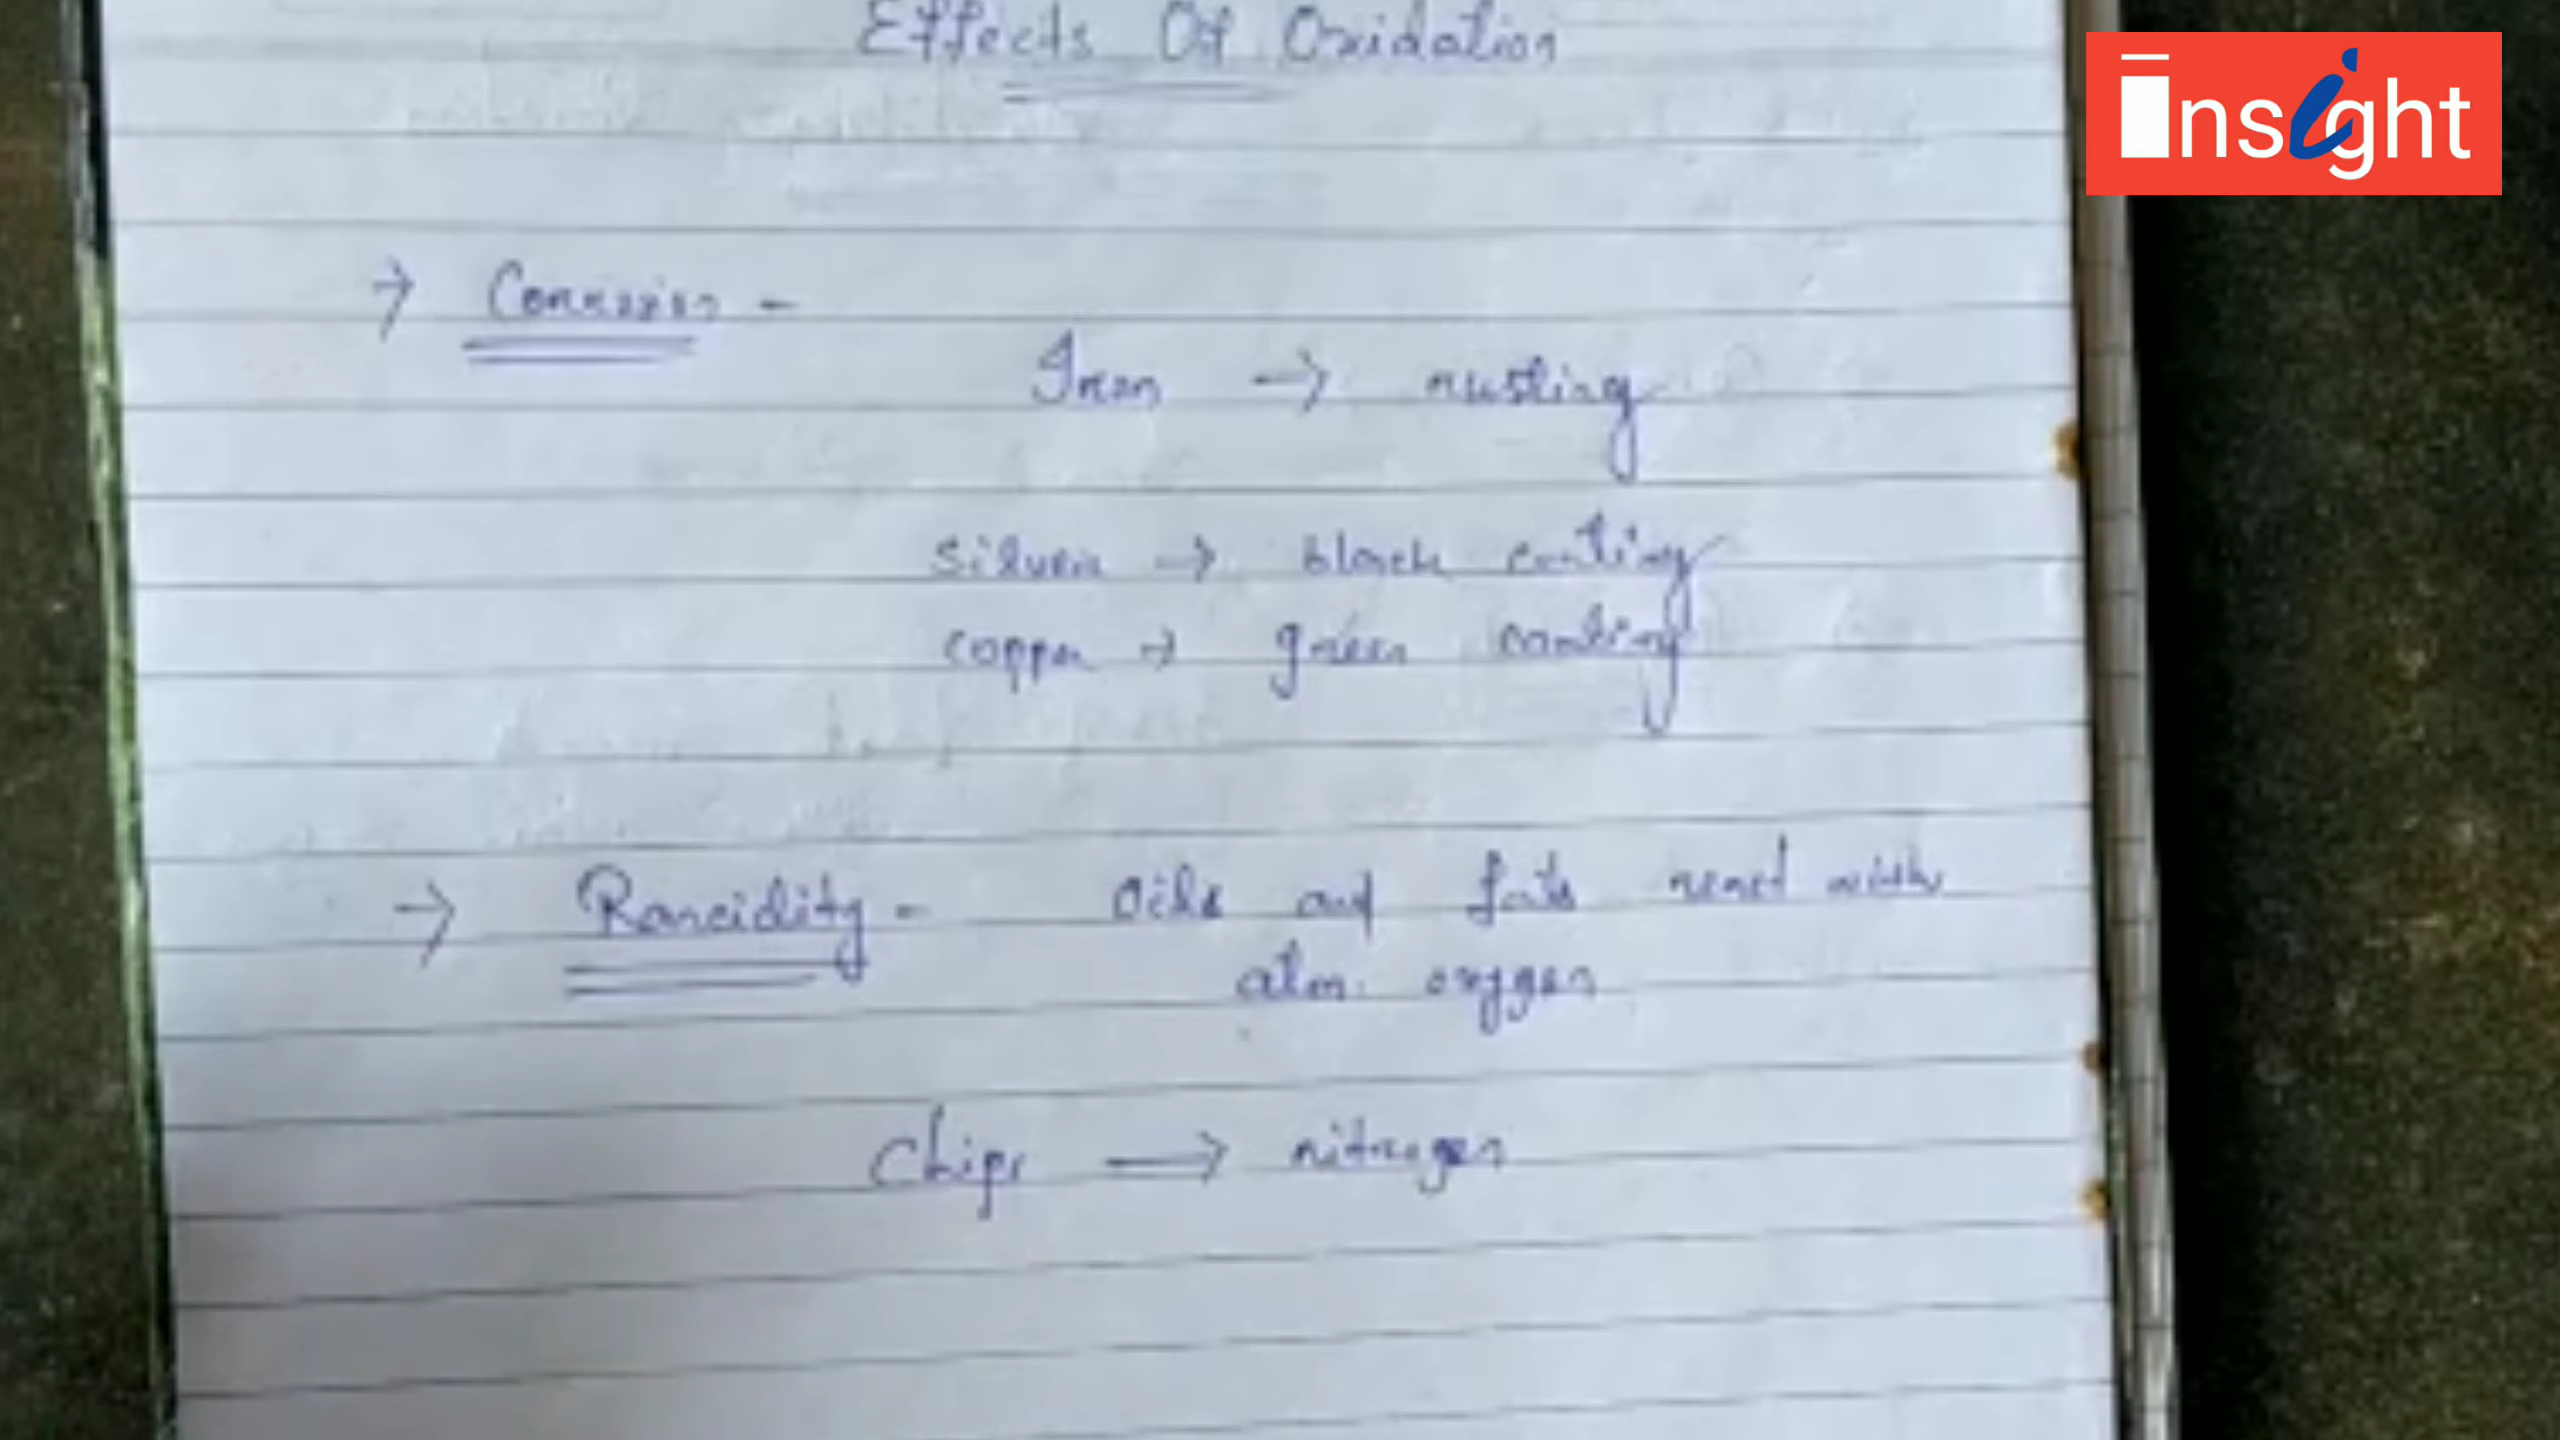 Effects Of Oxidation
Insight
→ Corrosion -
Iron → rusting
silver → black coating
copper → green coating
→ Rancidity - Oils and fats react with
atm. oxygen
Chips → nitrogen